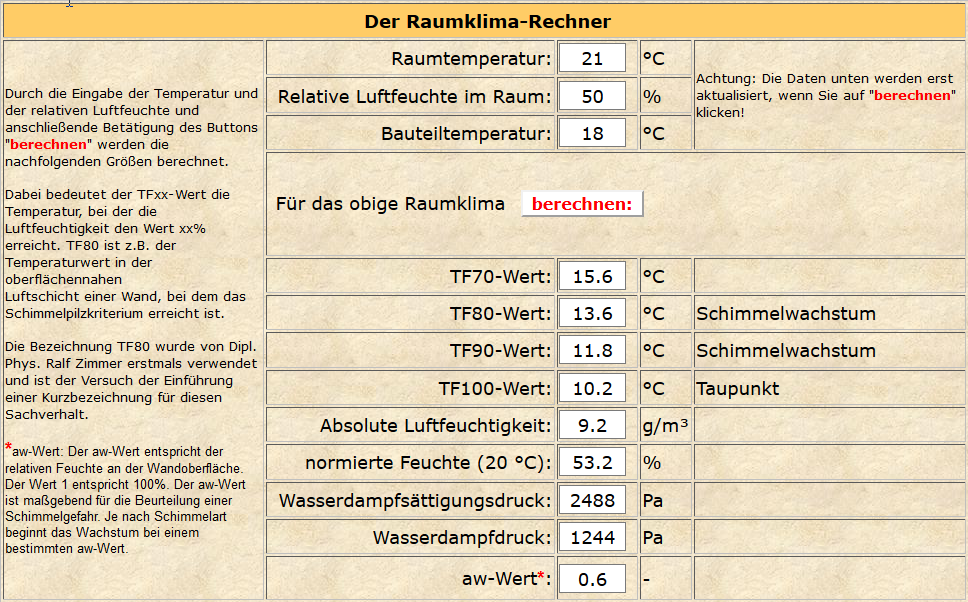 Der Raumklima-Rechner
Durch die Eingabe der Temperatur und
der relativen Luftfeuchte und
anschließende Betätigung des Buttons
"berechnen" werden die
nachfolgenden Größen berechnet.
Dabei bedeutet der TFxx-Wert die
Temperatur, bei der die
Luftfeuchtigkeit den Wert xx%
erreicht. TF80 ist z.B. der
Temperaturwert in der
oberflächennahen
Luftschicht einer Wand, bei dem das
Schimmelpilzkriterium erreicht ist.
Die Bezeichnung TF80 wurde von Dipl.
Phys. Ralf Zimmer erstmals verwendet
und ist der Versuch der Einführung
einer Kurzbezeichnung für diesen
Sachverhalt.
*aw-Wert: Der aw-Wert entspricht der
relativen Feuchte an der Wandoberfläche.
Der Wert 1 entspricht 100%. Der aw-Wert
ist maßgebend für die Beurteilung einer
Schimmelgefahr. Je nach Schimmelart
beginnt das Wachstum bei einem
bestimmten aw-Wert.
Raumtemperatur: 21 °C
Relative Luftfeuchte im Raum: 50 %
Bauteiltemperatur: 18 °C
Achtung: Die Daten unten werden erst
aktualisiert, wenn Sie auf "berechnen"
klicken!
Für das obige Raumklima berechnen:
TF70-Wert: 15.6 °C
TF80-Wert: 13.6 °C Schimmelwachstum
TF90-Wert: 11.8 °C Schimmelwachstum
TF100-Wert: 10.2 °C Taupunkt
Absolute Luftfeuchtigkeit: 9.2 g/m³
normierte Feuchte (20 °C): 53.2 %
Wasserdampfsättigungsdruck: 2488 Pa
Wasserdampfdruck: 1244 Pa
aw-Wert*: 0.6 -